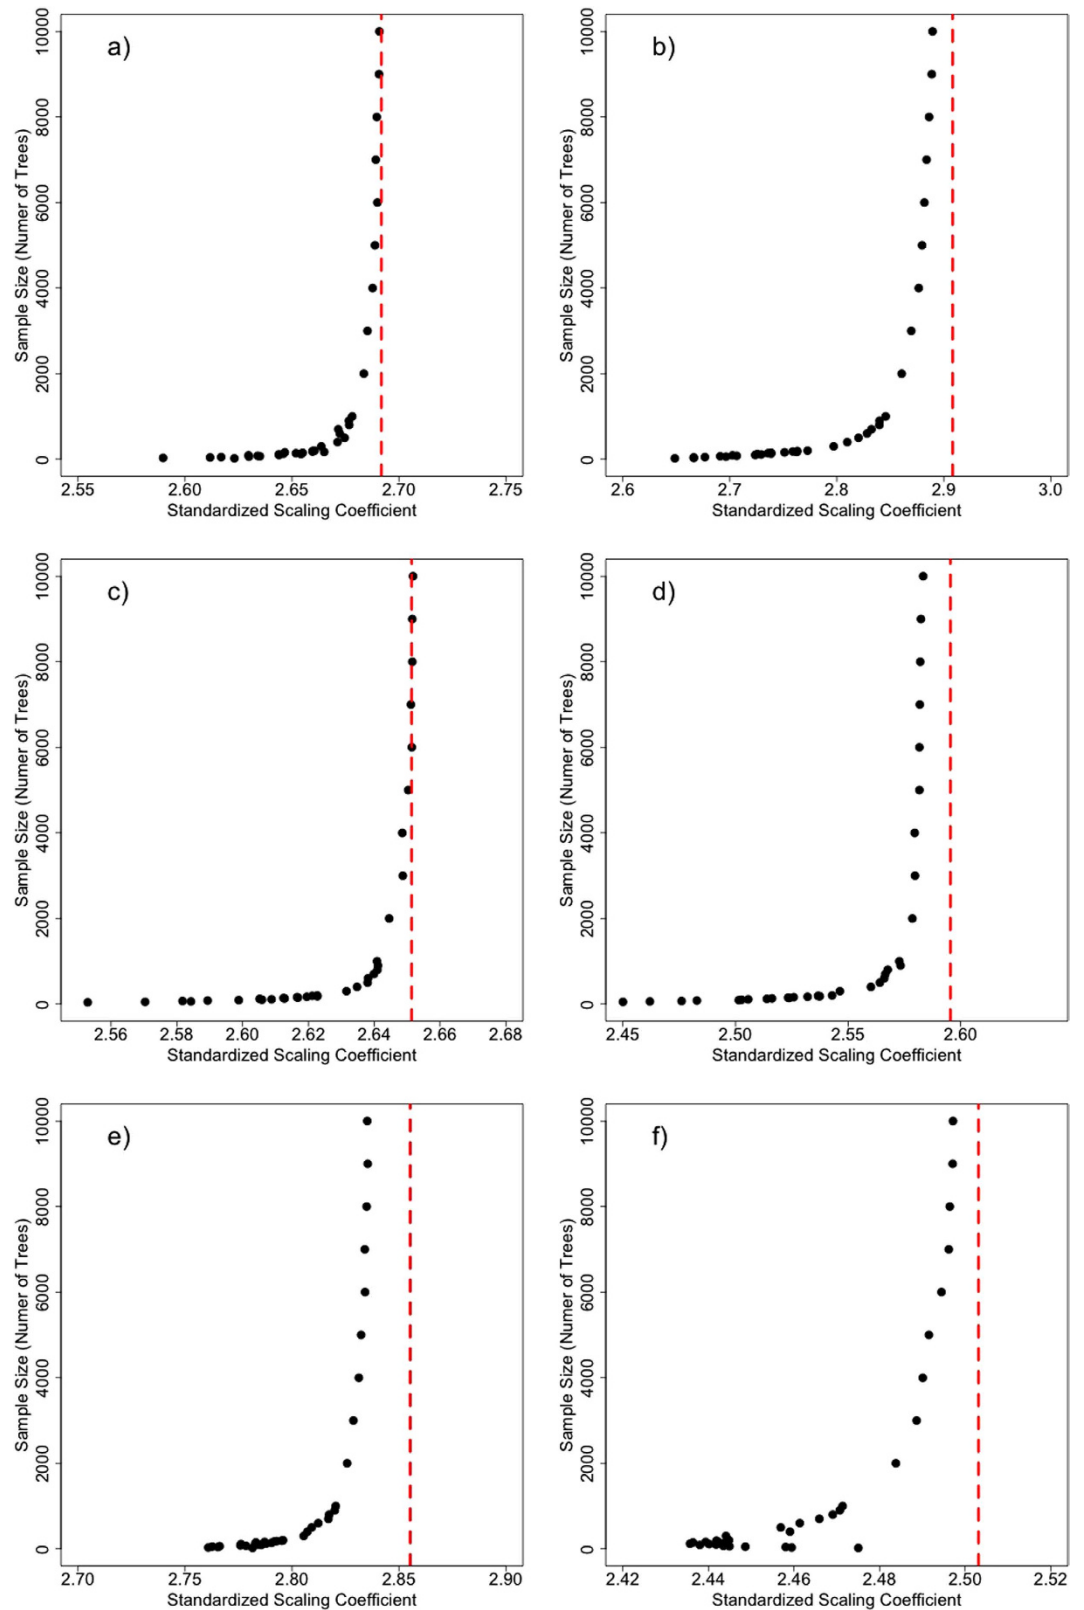 a)
10000
8000
6000
4000
2000
0
Sample Size (Numer of Trees)
2.55 2.60 2.65 2.70 2.75
Standardized Scaling Coefficient
b)
10000
8000
6000
4000
2000
0
Sample Size (Numer of Trees)
2.6 2.7 2.8 2.9 3.0
Standardized Scaling Coefficient
c)
10000
8000
6000
4000
2000
0
Sample Size (Numer of Trees)
2.56 2.58 2.60 2.62 2.64 2.66 2.68
Standardized Scaling Coefficient
d)
10000
8000
6000
4000
2000
0
Sample Size (Numer of Trees)
2.45 2.50 2.55 2.60
Standardized Scaling Coefficient
e)
10000
8000
6000
4000
2000
0
Sample Size (Numer of Trees)
2.70 2.75 2.80 2.85 2.90
Standardized Scaling Coefficient
f)
10000
8000
6000
4000
2000
0
Sample Size (Numer of Trees)
2.42 2.44 2.46 2.48 2.50 2.52
Standardized Scaling Coefficient